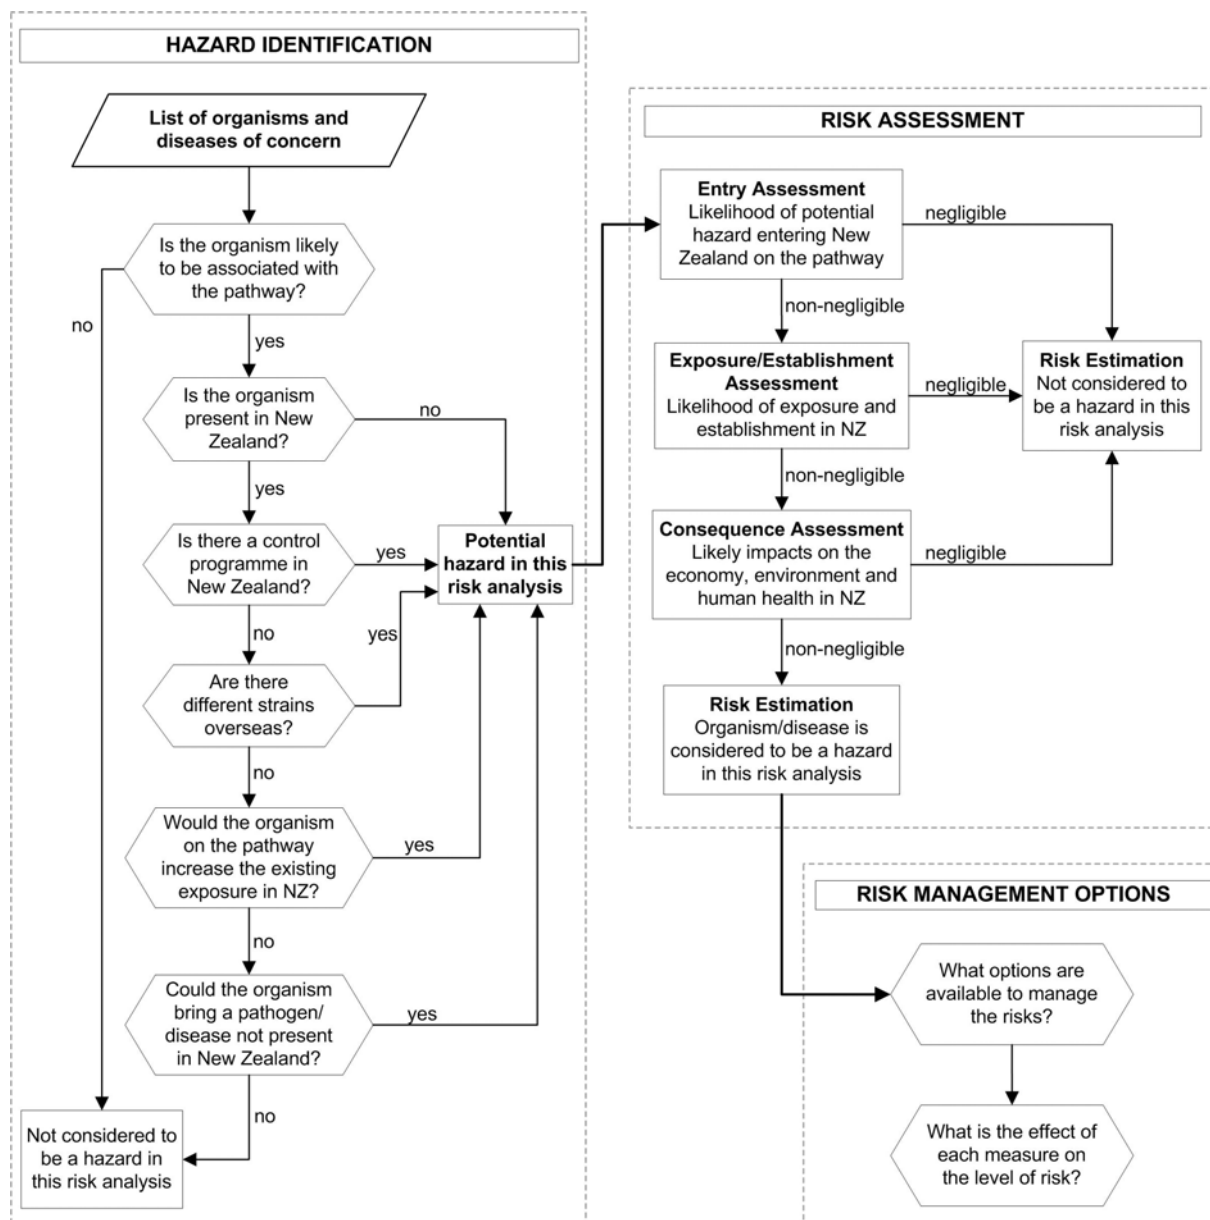 HAZARD IDENTIFICATION
List of organisms and
diseases of concern
Is the organism likely
to be associated with
the pathway?
no
yes
Is the organism
present in New
Zealand?
no
yes
Is there a control
programme in
New Zealand?
yes
Potential
hazard in this
risk analysis
no
yes
Are there
different strains
overseas?
no
Would the organism
on the pathway
increase the existing
exposure in NZ?
yes
no
Could the organism
bring a pathogen/
disease not present
in New Zealand?
yes
no
Not considered to
be a hazard in
this risk analysis
RISK ASSESSMENT
Entry Assessment
Likelihood of potential
hazard entering New
Zealand on the pathway
negligible
non-negligible
Exposure/Establishment
Assessment
Likelihood of exposure and
establishment in NZ
negligible
Risk Estimation
Not considered to
be a hazard in this
risk analysis
non-negligible
Consequence Assessment
Likely impacts on the
economy, environment and
human health in NZ
negligible
non-negligible
Risk Estimation
Organism/disease is
considered to be a hazard
in this risk analysis
RISK MANAGEMENT OPTIONS
What options are
available to manage
the risks?
What is the effect of
each measure on
the level of risk?